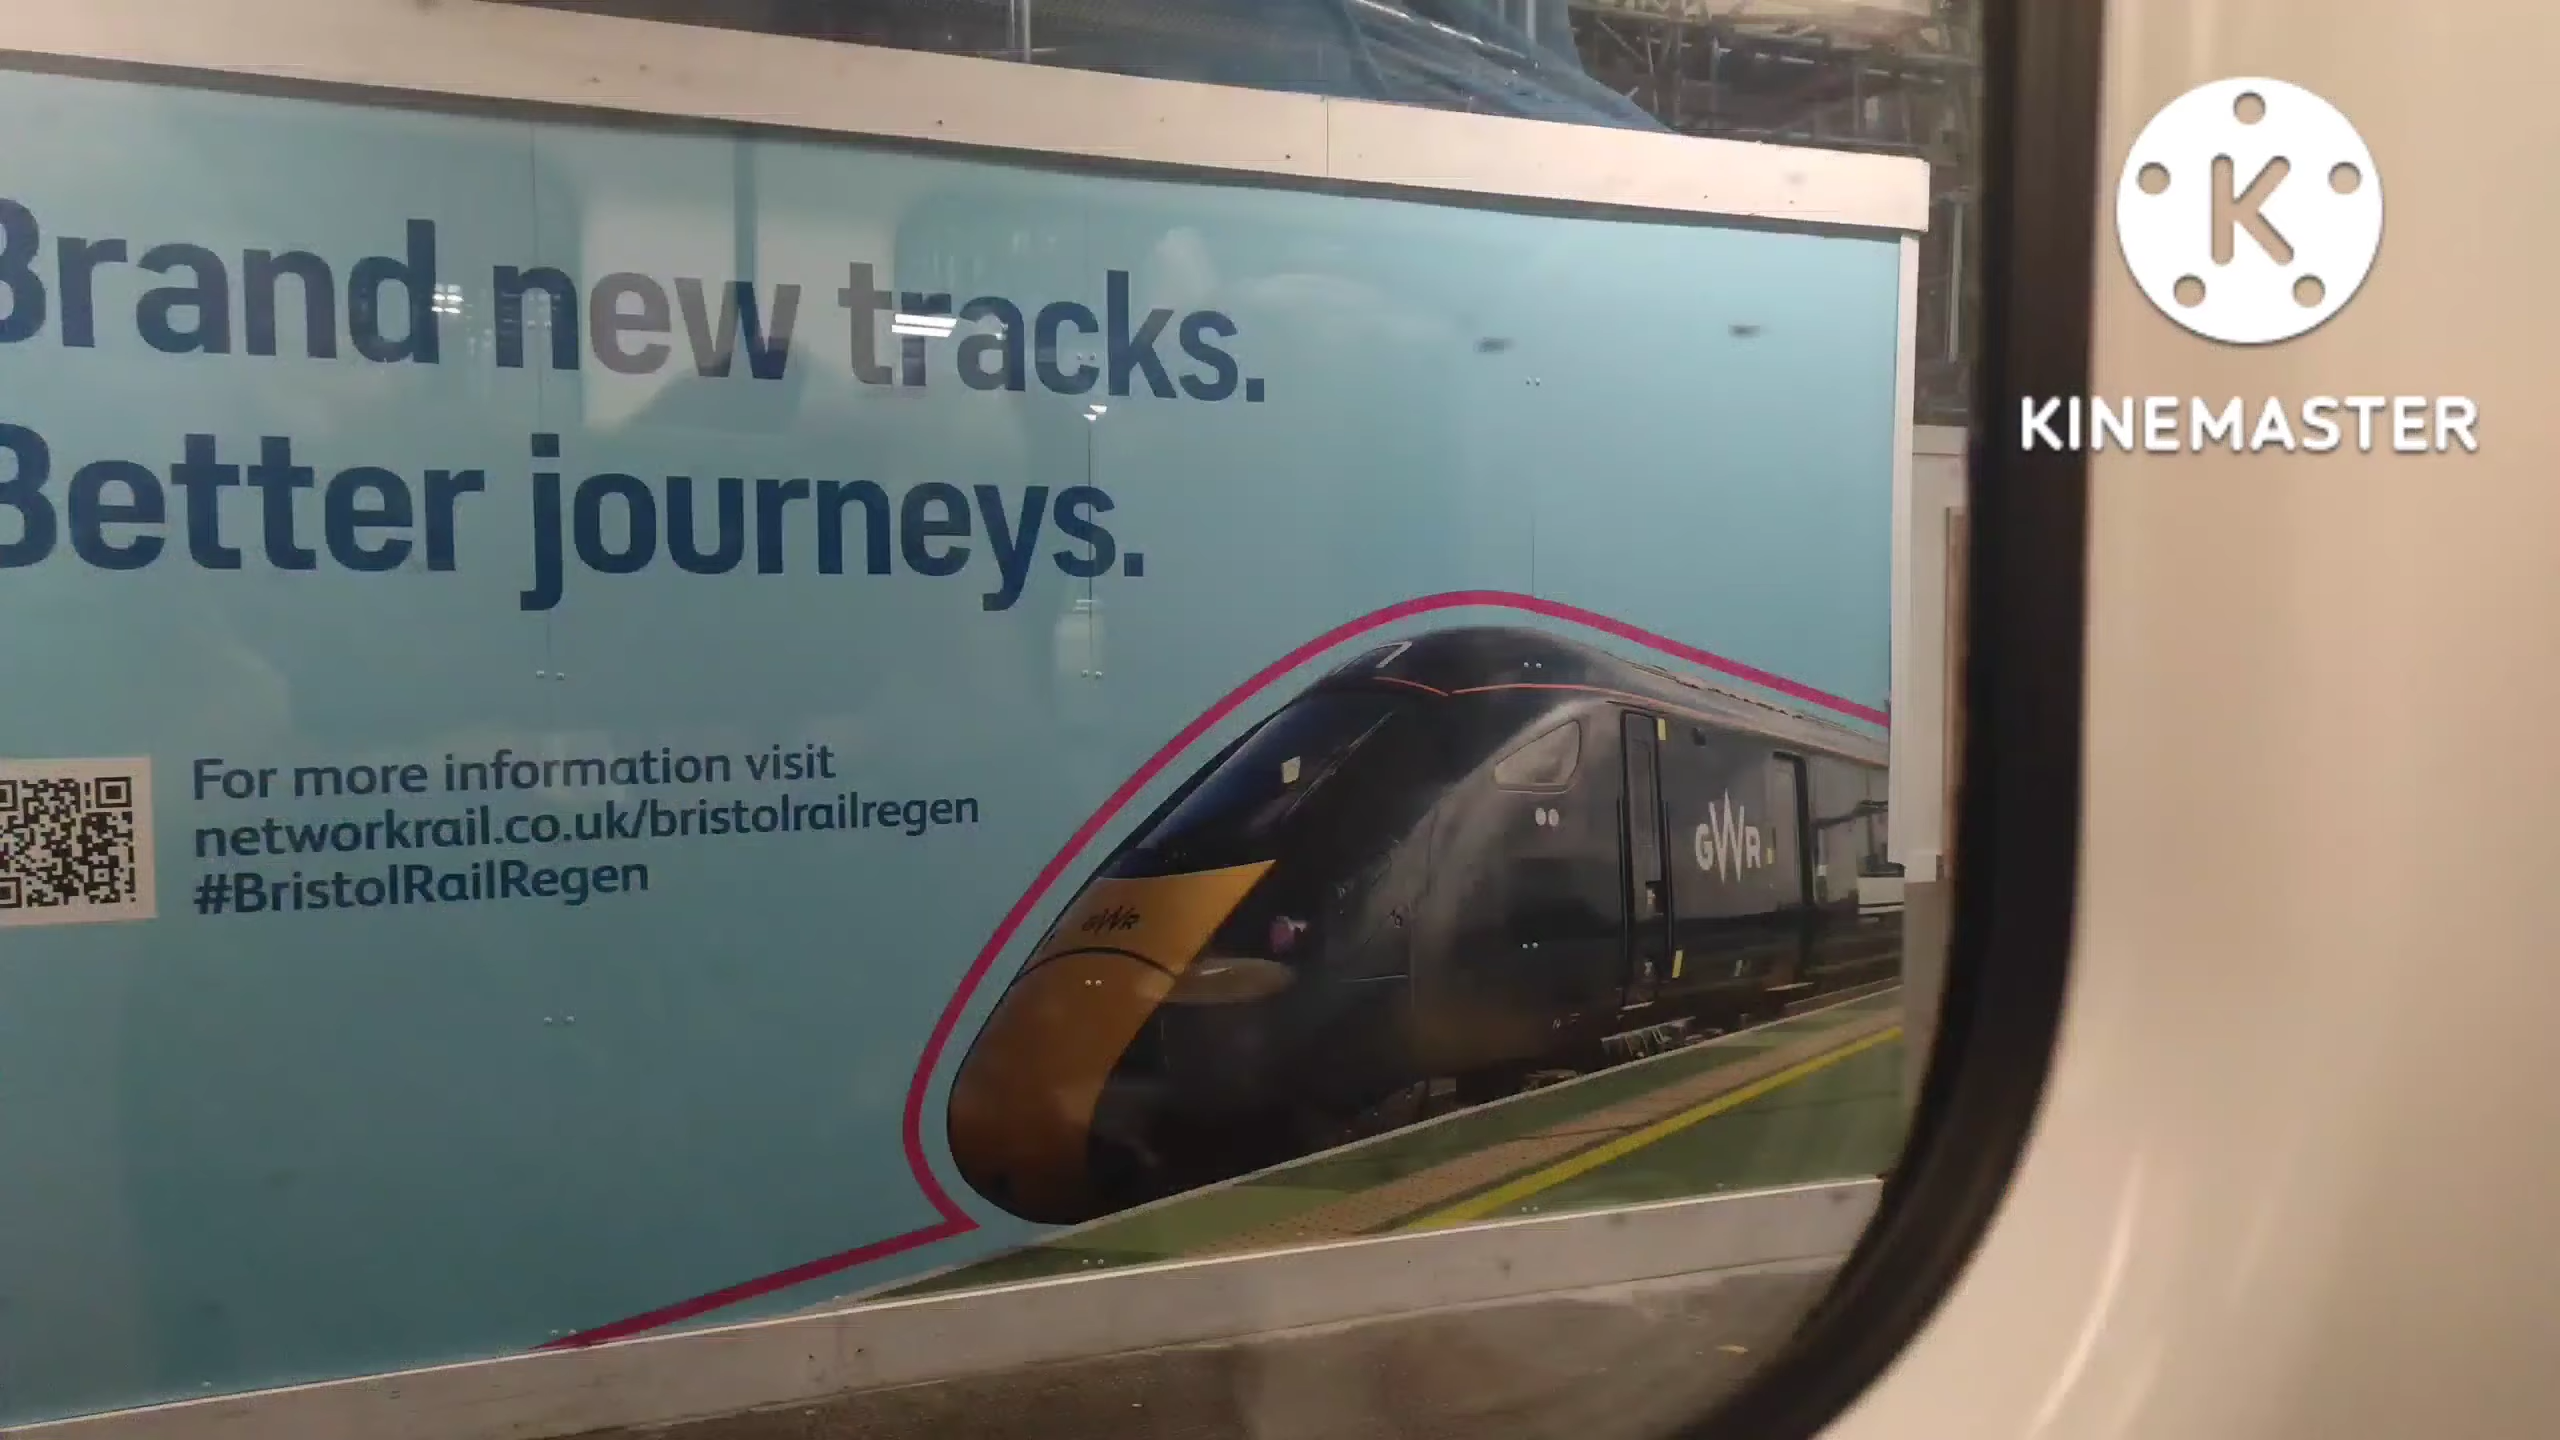 Brand new tracks.
Better journeys.
For more information visit
networkrail.co.uk/bristolrailregen
#BristolRailRegen
GWR
GWR
K
KINEMASTER